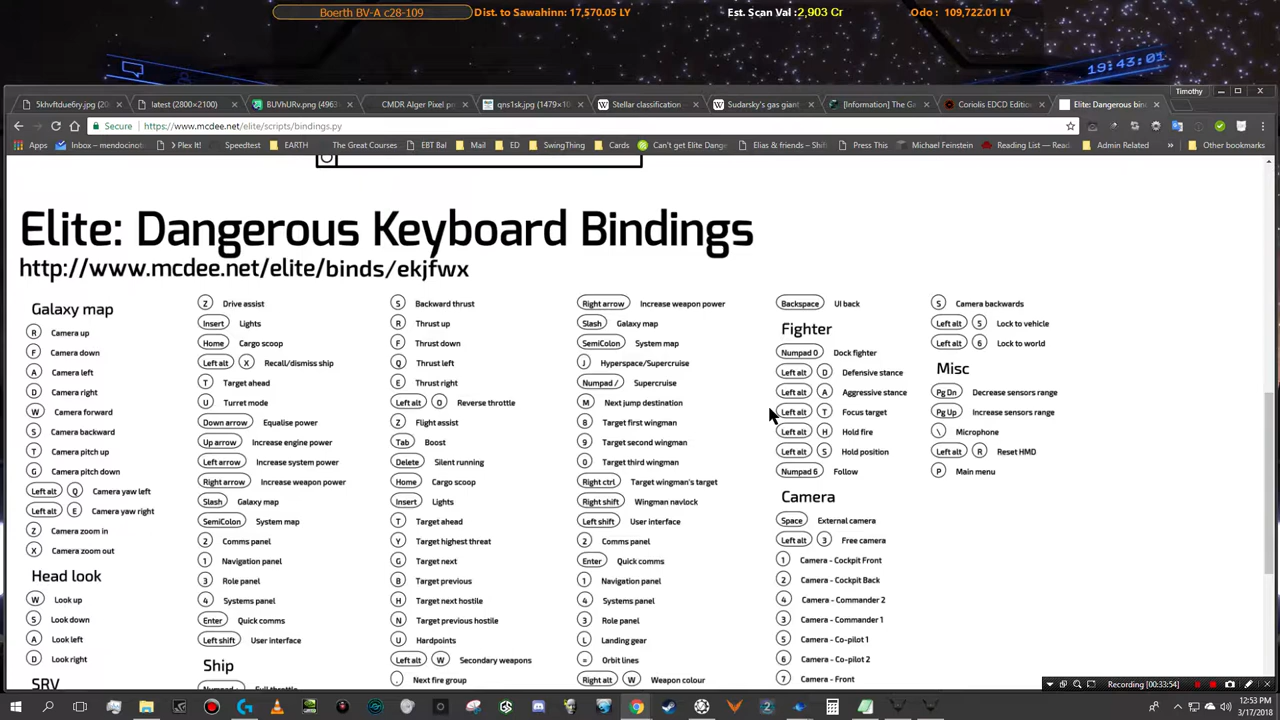 Boerth BV-A c28-109 Dist. to Sawahinn: 17,570.05 LY Est. Scan Val :2,903 Cr Odo : 109,722.01 LY
19:43:01
Timothy
5khvftdue6ry.jpg (20 latest (2800×2100) BUVhURv.png (4963 CMDR Alger Pixel pr qns1sk.jpg (1479×10 Stellar classification Sudarsky's gas giant [Information] The Ga Coriolis EDCD Edition Elite: Dangerous bind
Secure https://www.mcdee.net/elite/scripts/bindings.py
Apps Inbox – mendocinote > Plex It! Speedtest EARTH The Great Courses EBT Bal Mail ED SwingThing Cards Can't get Elite Dange Elias & friends – Shift Press This Michael Feinstein Reading List... Admin Related » Other bookmarks
Elite: Dangerous Keyboard Bindings
http://www.mcdee.net/elite/binds/ekjfwx
Galaxy map
R Camera up
F Camera down
A Camera left
D Camera right
W Camera forward
S Camera backward
T Camera pitch up
G Camera pitch down
Left alt Q Camera yaw left
Left alt E Camera yaw right
Z Camera zoom in
X Camera zoom out
Head look
W Look up
S Look down
A Look left
D Look right
SRV
Z Drive assist
Insert Lights
Home Cargo scoop
Left alt X Recall/dismiss ship
T Target ahead
U Turret mode
Down arrow Equalise power
Up arrow Increase engine power
Left arrow Increase system power
Right arrow Increase weapon power
Slash Galaxy map
SemiColon System map
2 Comms panel
1 Navigation panel
3 Role panel
4 Systems panel
Enter Quick comms
Left shift User interface
Ship
S Backward thrust
R Thrust up
F Thrust down
Q Thrust left
E Thrust right
Left alt O Reverse throttle
Z Flight assist
Tab Boost
Delete Silent running
Home Cargo scoop
Insert Lights
T Target ahead
Y Target highest threat
G Target next
B Target previous
H Target next hostile
N Target previous hostile
U Hardpoints
Left alt W Secondary weapons
. Next fire group
Right arrow Increase weapon power
Slash Galaxy map
SemiColon System map
J Hyperspace/Supercruise
Numpad / Supercruise
M Next jump destination
8 Target first wingman
9 Target second wingman
0 Target third wingman
Right ctrl Target wingman's target
Right shift Wingman navlock
Left shift User interface
2 Comms panel
Enter Quick comms
1 Navigation panel
4 Systems panel
3 Role panel
L Landing gear
= Orbit lines
Right alt W Weapon colour
Backspace UI back
Fighter
Numpad 0 Dock fighter
Left alt D Defensive stance
Left alt A Aggressive stance
Left alt T Focus target
Left alt H Hold fire
Left alt S Hold position
Numpad 6 Follow
Camera
Space External camera
Left alt 3 Free camera
1 Camera - Cockpit Front
2 Camera - Cockpit Back
4 Camera - Commander 2
3 Camera - Commander 1
5 Camera - Co-pilot 1
6 Camera - Co-pilot 2
7 Camera - Front
S Camera backwards
Left alt 5 Lock to vehicle
Left alt 6 Lock to world
Misc
Pg Dn Decrease sensors range
Pg Up Increase sensors range
\ Microphone
Left alt R Reset HMD
P Main menu
Recording [00:33:54]
12:53 PM
3/17/2018